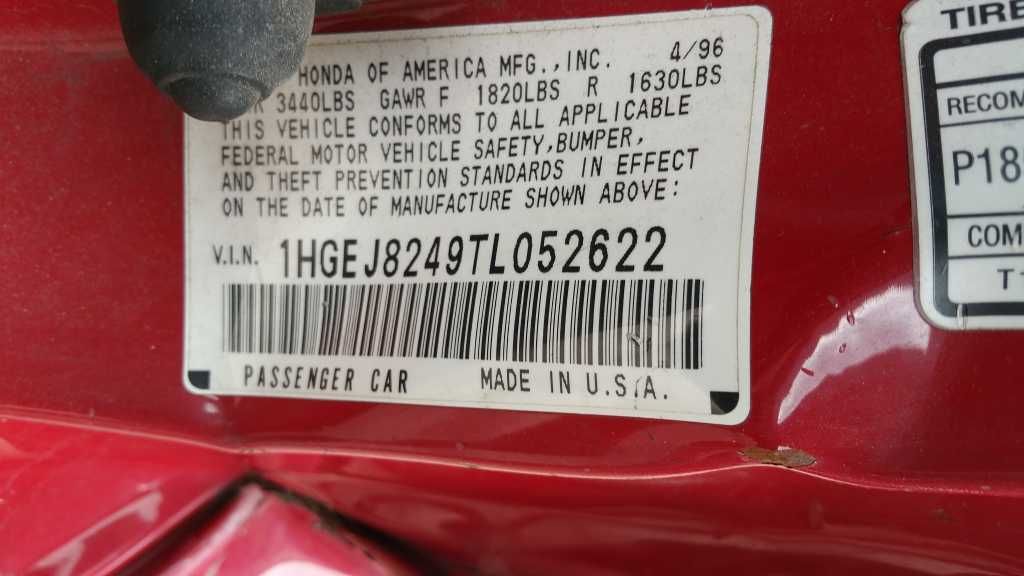 HONDA OF AMERICA MFG.,INC. 4/96
3440LBS GAWR F 1820LBS R 1630LBS
THIS VEHICLE CONFORMS TO ALL APPLICABLE
FEDERAL MOTOR VEHICLE SAFETY,BUMPER,
AND THEFT PREVENTION STANDARDS IN EFFECT
ON THE DATE OF MANUFACTURE SHOWN ABOVE:
V.I.N. 1HGEJ8249TL052622
PASSENGER CAR MADE IN U.S.A.
TIRE
RECOM
P18
COM
T1